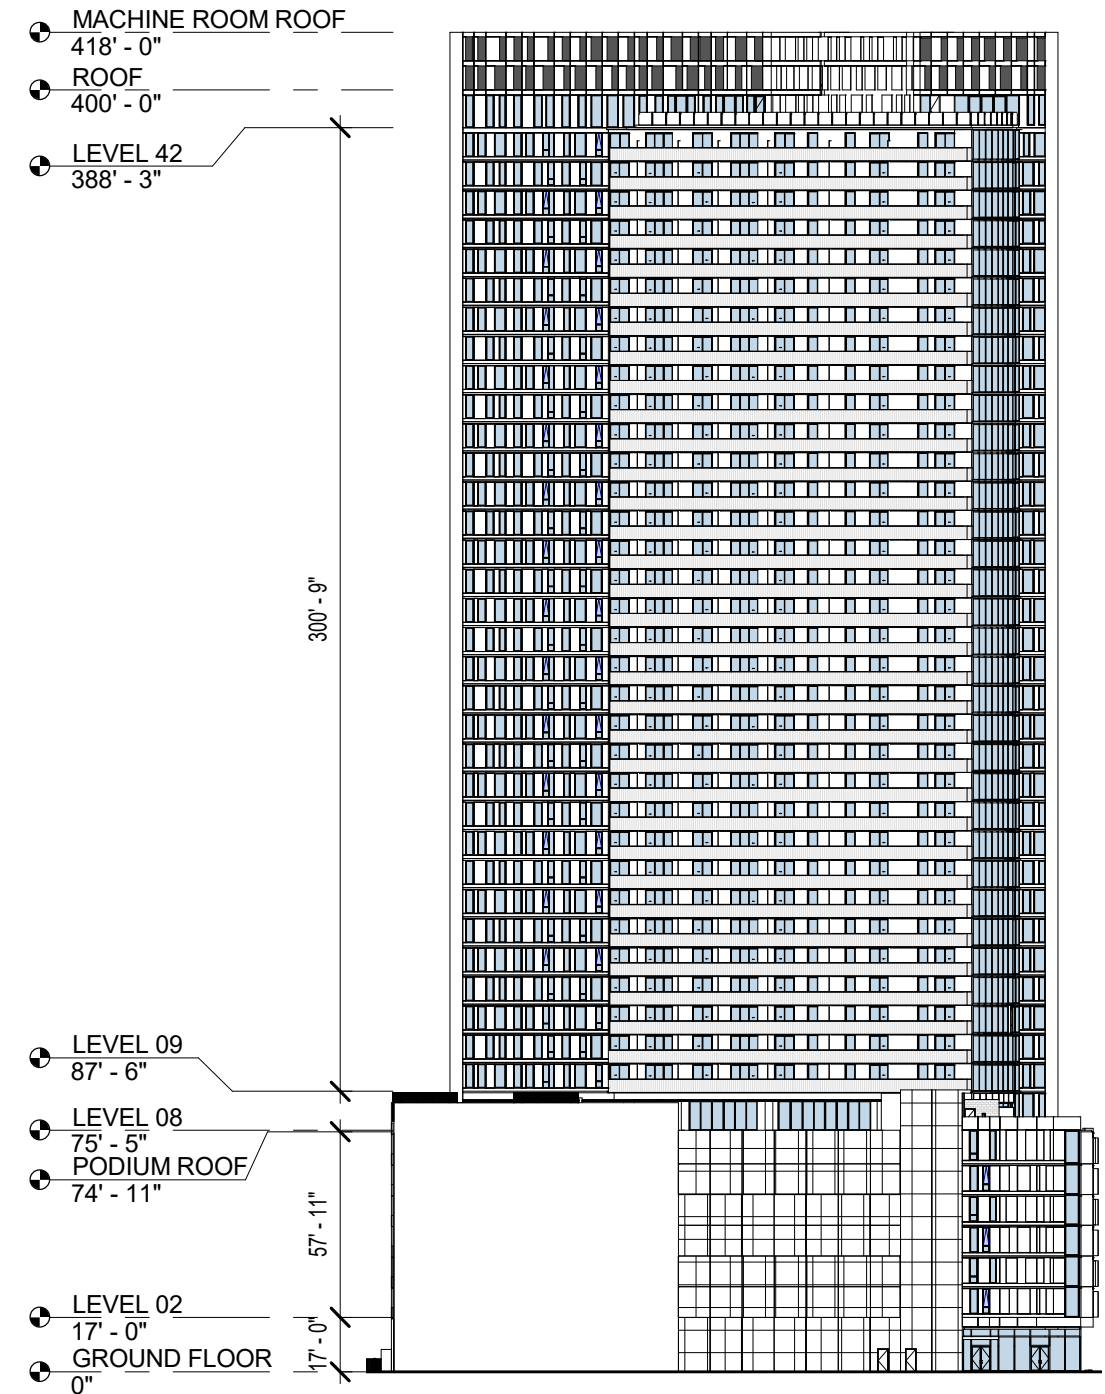 MACHINE ROOM ROOF
418' - 0"
ROOF
400' - 0"
LEVEL 42
388' - 3"
300' - 9"
LEVEL 09
87' - 6"
LEVEL 08
75' - 5"
PODIUM ROOF
74' - 11"
57' - 11"
LEVEL 02
17' - 0"
17' - 0"
GROUND FLOOR
0"